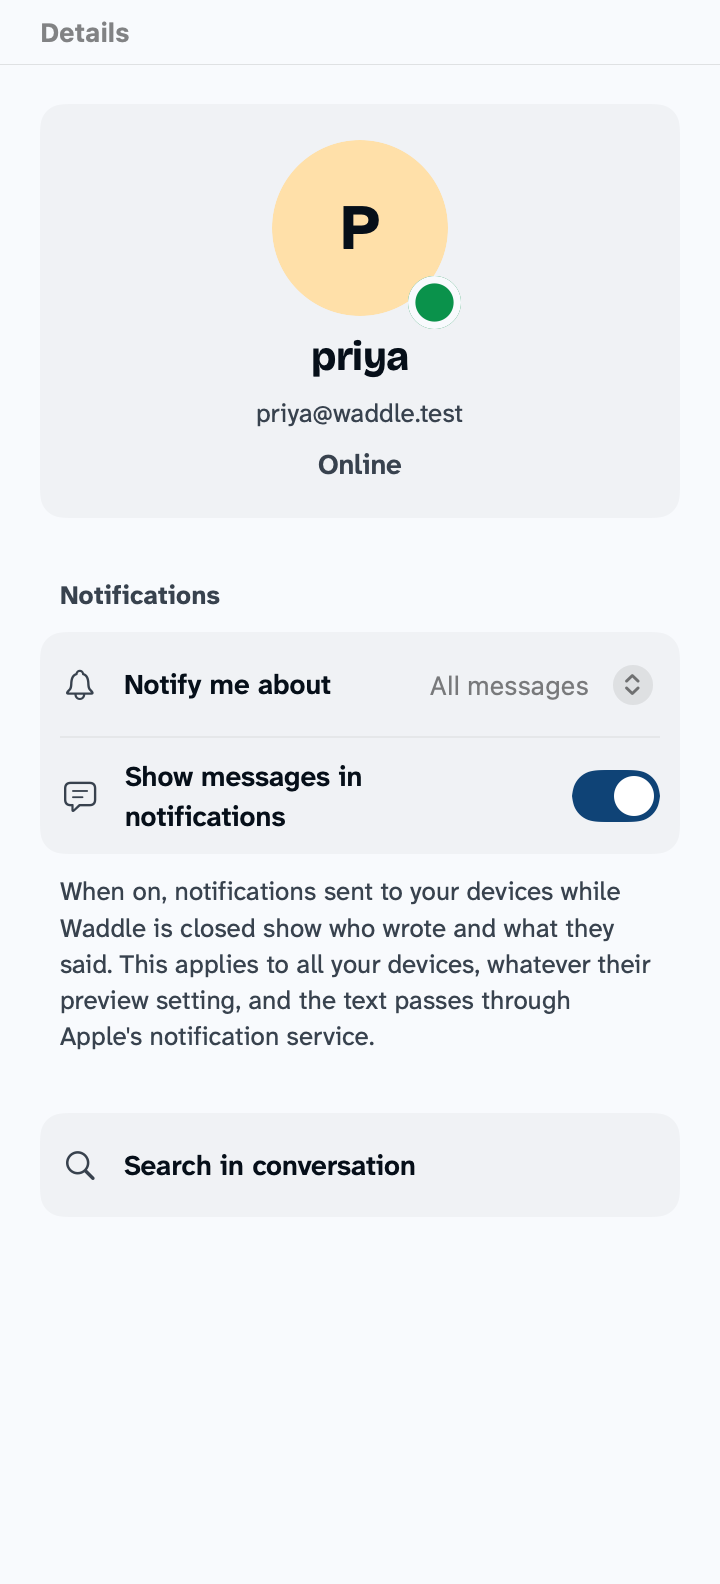 Details
P
priya
priya@waddle.test
Online
Notifications
Notify me about All messages
Show messages in
notifications
When on, notifications sent to your devices while
Waddle is closed show who wrote and what they
said. This applies to all your devices, whatever their
preview setting, and the text passes through
Apple's notification service.
Search in conversation